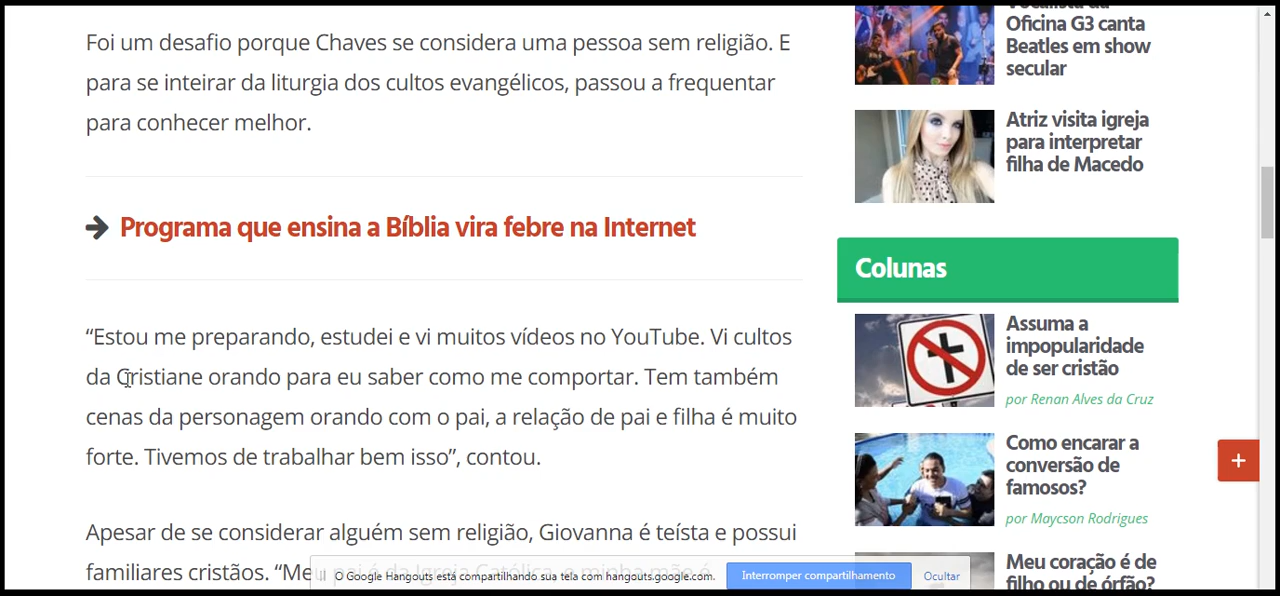 Foi um desafio porque Chaves se considera uma pessoa sem religião. E
para se inteirar da liturgia dos cultos evangélicos, passou a frequentar
para conhecer melhor.
Programa que ensina a Bíblia vira febre na Internet
“Estou me preparando, estudei e vi muitos vídeos no YouTube. Vi cultos
da Cristiane orando para eu saber como me comportar. Tem também
cenas da personagem orando com o pai, a relação de pai e filha é muito
forte. Tivemos de trabalhar bem isso”, contou.
Apesar de se considerar alguém sem religião, Giovanna é teísta e possui
familiares cristãos. “Meu pai é da Igreja Católica, e minha mãe é
Vocalista da
Oficina G3 canta
Beatles em show
secular
Atriz visita igreja
para interpretar
filha de Macedo
Colunas
Assuma a
impopularidade
de ser cristão
por Renan Alves da Cruz
Como encarar a
conversão de
famosos?
por Maycson Rodrigues
Meu coração é de
filho ou de órfão?
+
O Google Hangouts está compartilhando sua tela com hangouts.google.com.
Interromper compartilhamento
Ocultar